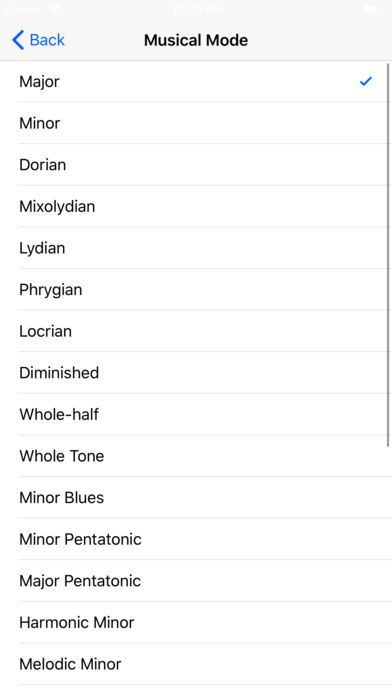 Carrier 10:29 PM
Back Musical Mode
Major
Minor
Dorian
Mixolydian
Lydian
Phrygian
Locrian
Diminished
Whole-half
Whole Tone
Minor Blues
Minor Pentatonic
Major Pentatonic
Harmonic Minor
Melodic Minor